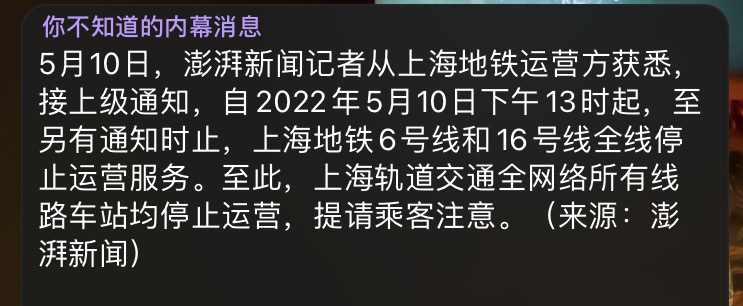 你不知道的内幕消息
5月10日，澎湃新闻记者从上海地铁运营方获悉，
接上级通知，自2022年5月10日下午13时起，至
另有通知时止，上海地铁6号线和16号线全线停
止运营服务。至此，上海轨道交通全网络所有线
路车站均停止运营，提请乘客注意。（来源：澎
湃新闻）